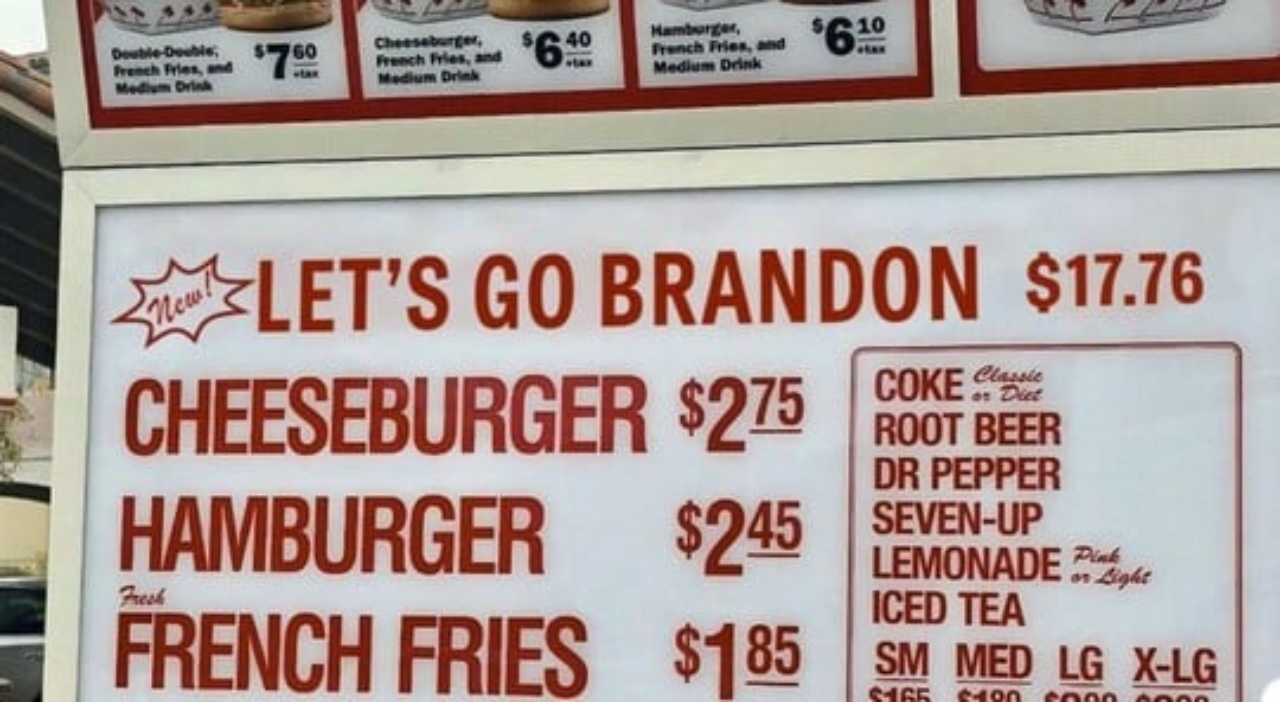 Double-Double, French Fries, and Medium Drink $7 60 +tax
Cheeseburger, French Fries, and Medium Drink $6 40 +tax
Hamburger, French Fries, and Medium Drink $6 10 +tax
New! LET'S GO BRANDON $17.76
CHEESEBURGER $2 75
HAMBURGER $2 45
Fresh
FRENCH FRIES $1 85
COKE Classic or Diet
ROOT BEER
DR PEPPER
SEVEN-UP
LEMONADE Pink or Light
ICED TEA
SM MED LG X-LG
$165 $180